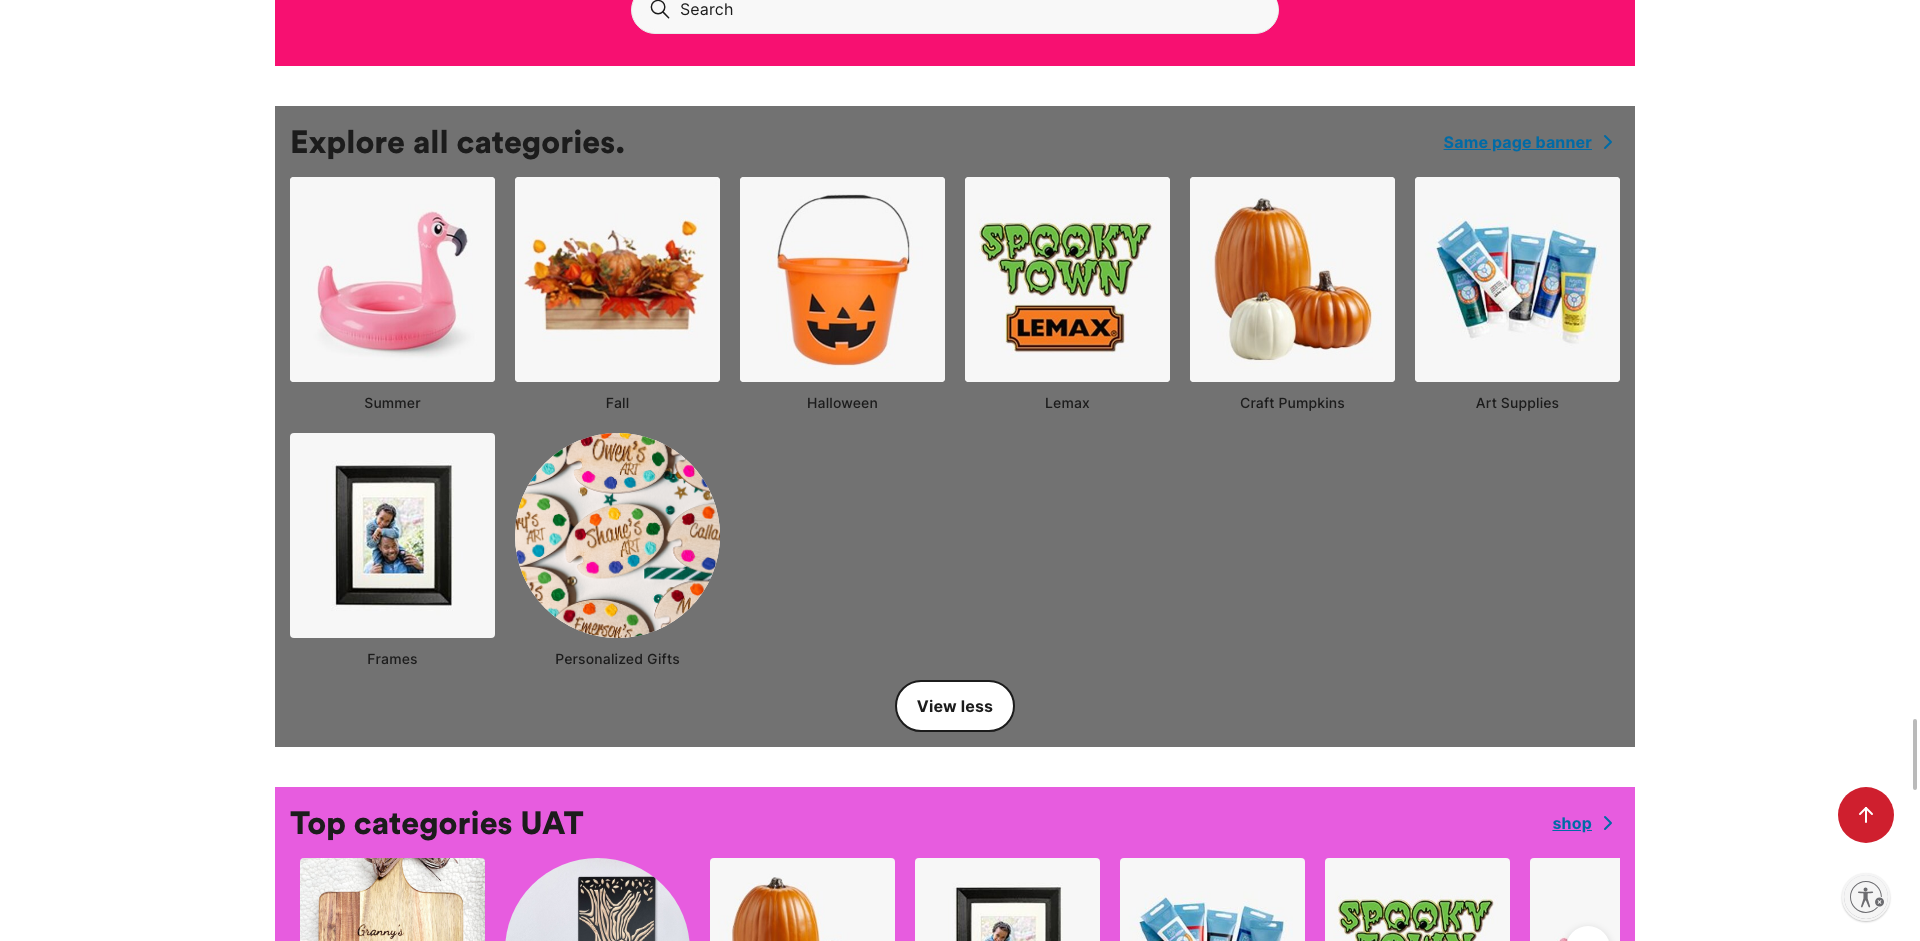 Search
Explore all categories.
Same page banner
SPOOKY
TOWN
LEMAX
Summer
Fall
Halloween
Lemax
Craft Pumpkins
Art Supplies
Owen's
ART
Shane's
ART
ART
Emerson's
Frames
Personalized Gifts
View less
Top categories UAT
shop
Granny's
SPOOKY